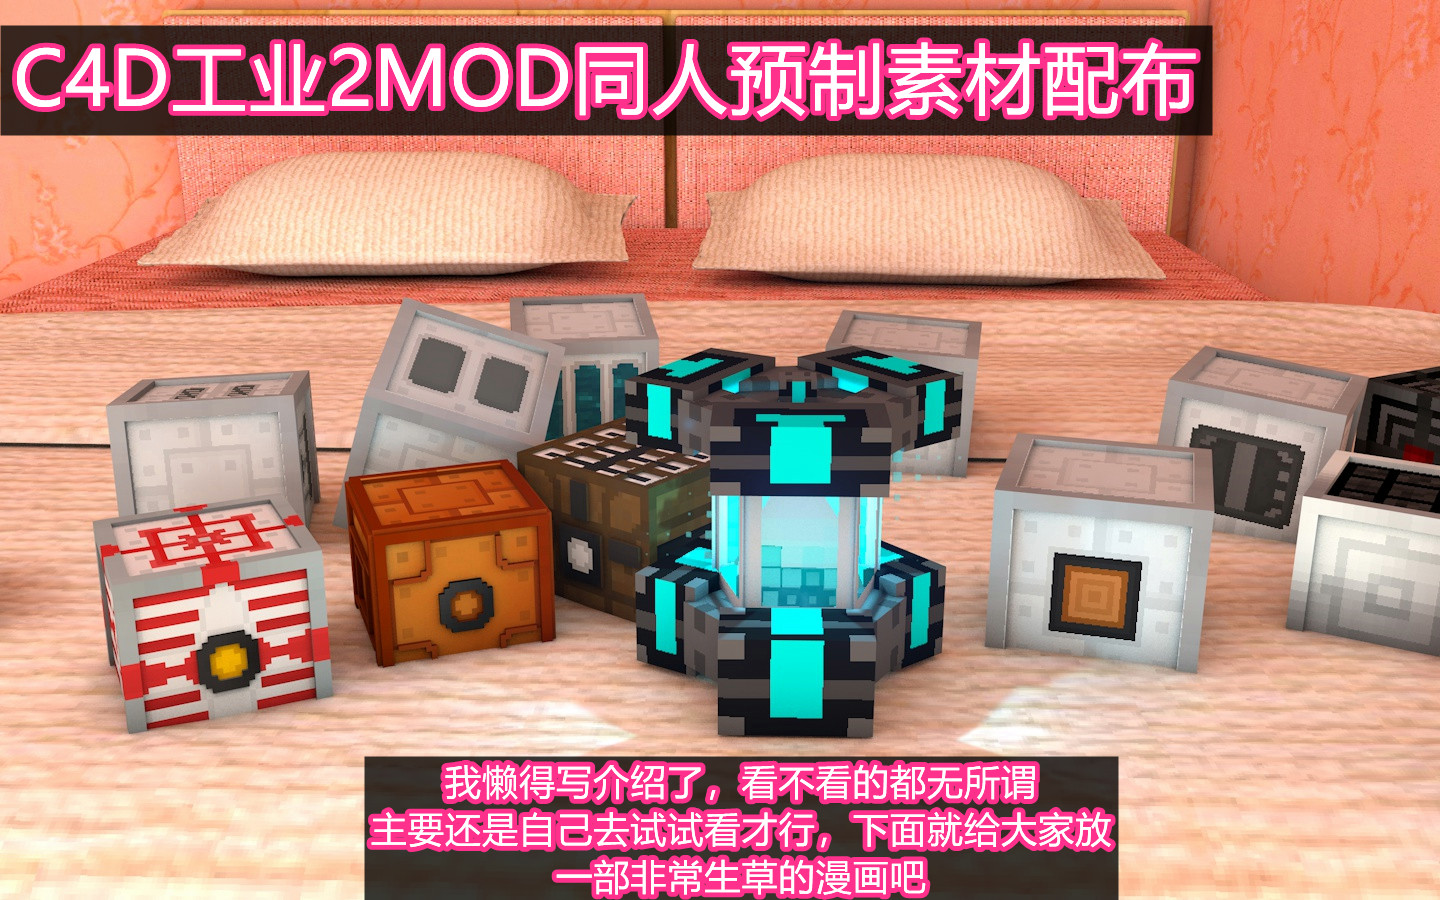 C4D工业2MOD同人预制素材配布
我懒得写介绍了，看不看的都无所谓
主要还是自己去试试看才行，下面就给大家放
一部非常生草的漫画吧